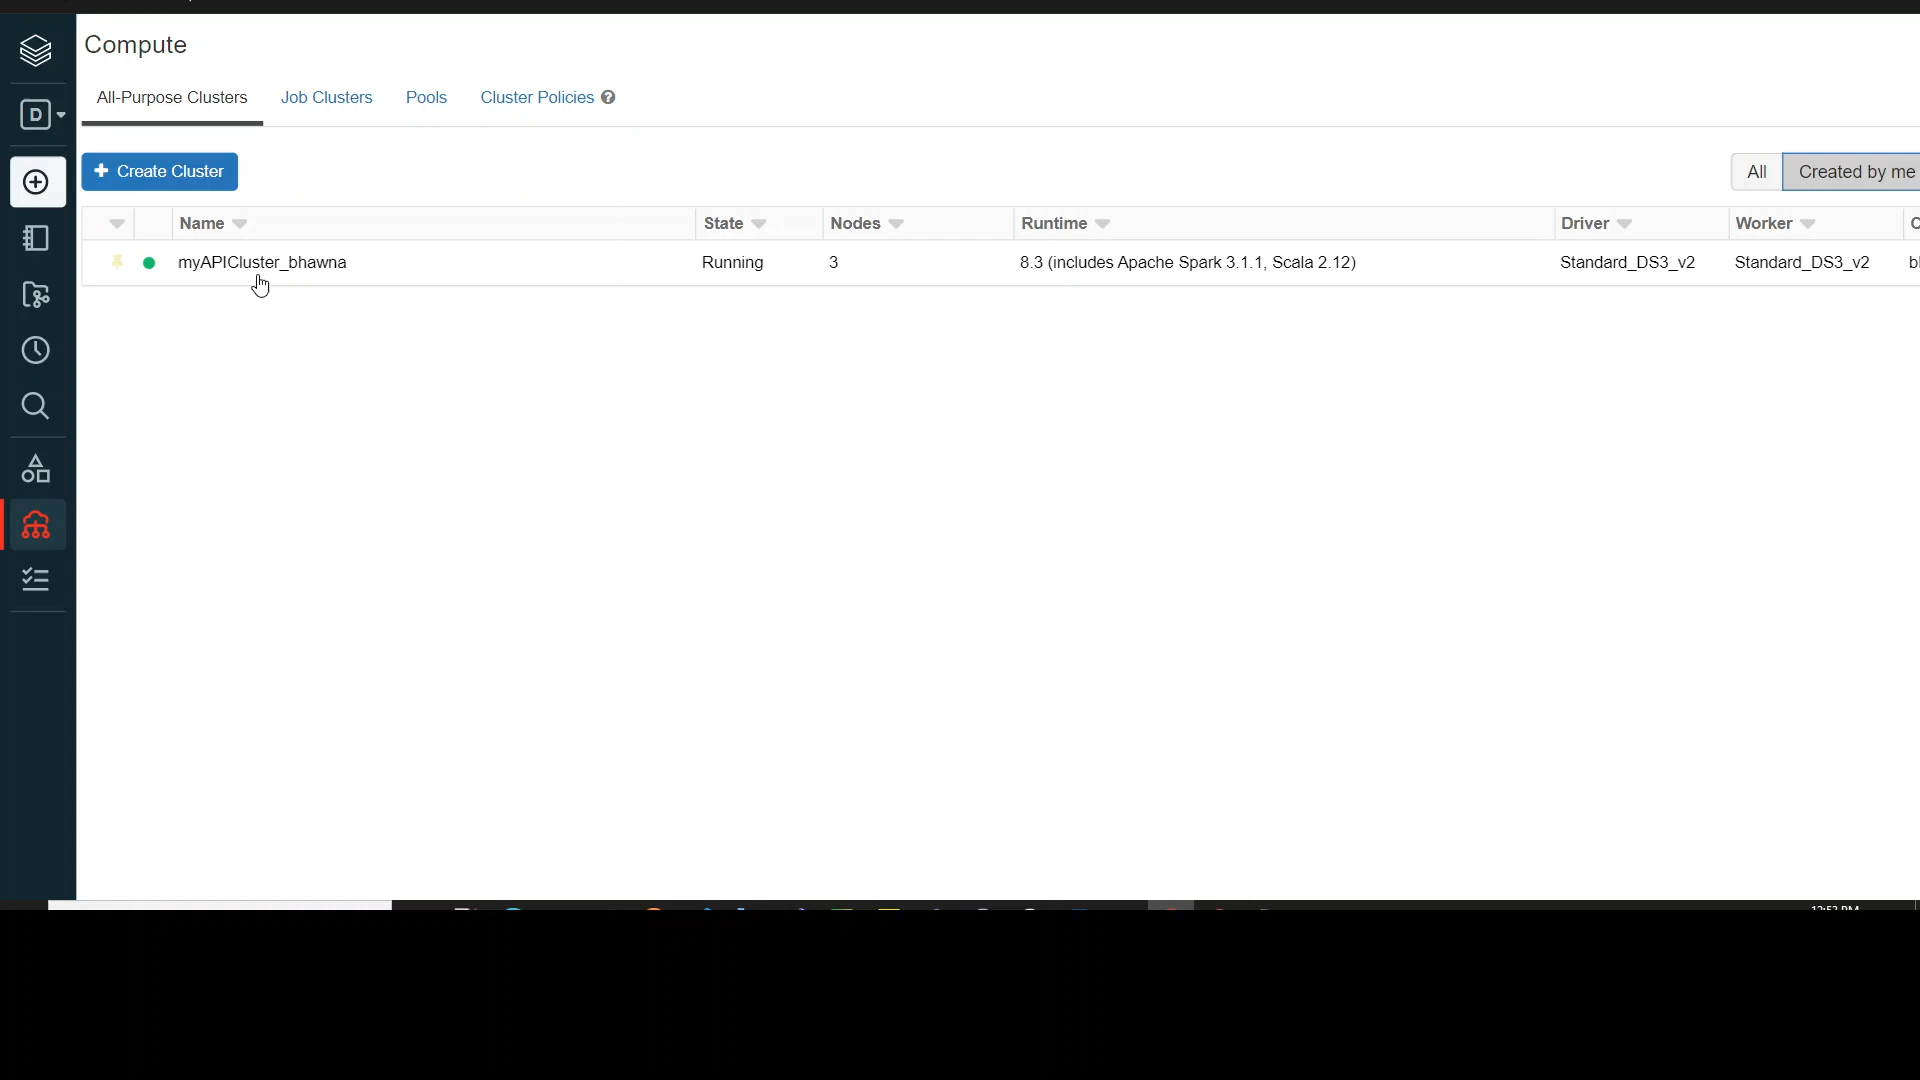 Compute
D
All-Purpose Clusters Job Clusters Pools Cluster Policies ?
+ Create Cluster
All Created by me
Name State Nodes Runtime Driver Worker
myAPICluster_bhawna Running 3 8.3 (includes Apache Spark 3.1.1, Scala 2.12) Standard_DS3_v2 Standard_DS3_v2